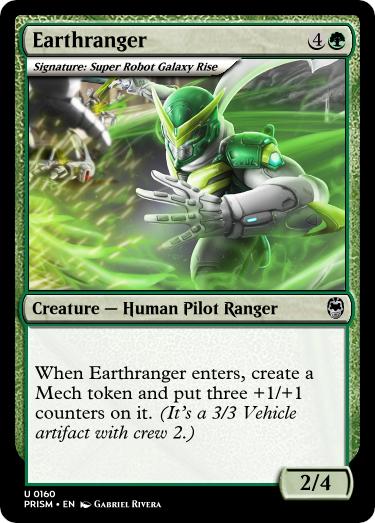 Earthranger 4
Signature: Super Robot Galaxy Rise
Creature — Human Pilot Ranger
When Earthranger enters, create a
Mech token and put three +1/+1
counters on it. (It's a 3/3 Vehicle
artifact with crew 2.)
2/4
U 0160
PRISM • EN Gabriel Rivera